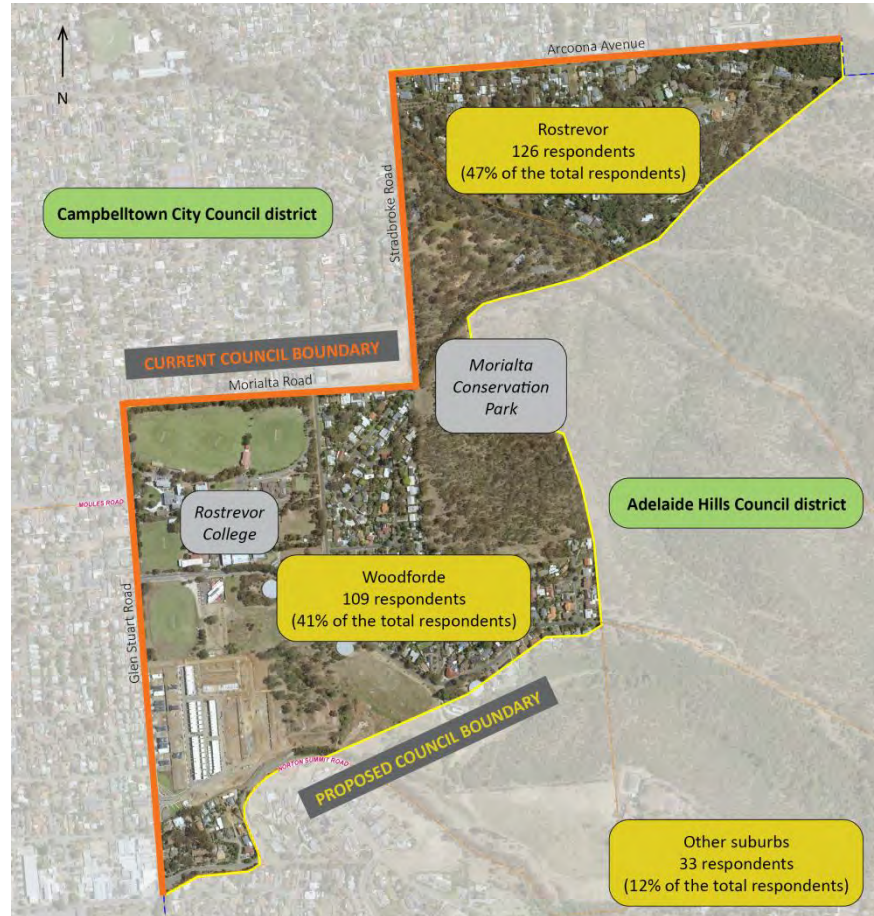 Arcoona Avenue
N
Rostrevor
126 respondents
(47% of the total respondents)
Campbelltown City Council district
Stradbroke Road
CURRENT COUNCIL BOUNDARY
Morialta Road
Morialta
Conservation
Park
MOULES ROAD
Rostrevor
College
Adelaide Hills Council district
Woodforde
109 respondents
(41% of the total respondents)
Glen Stuart Road
NORTON SUMMIT ROAD
PROPOSED COUNCIL BOUNDARY
Other suburbs
33 respondents
(12% of the total respondents)